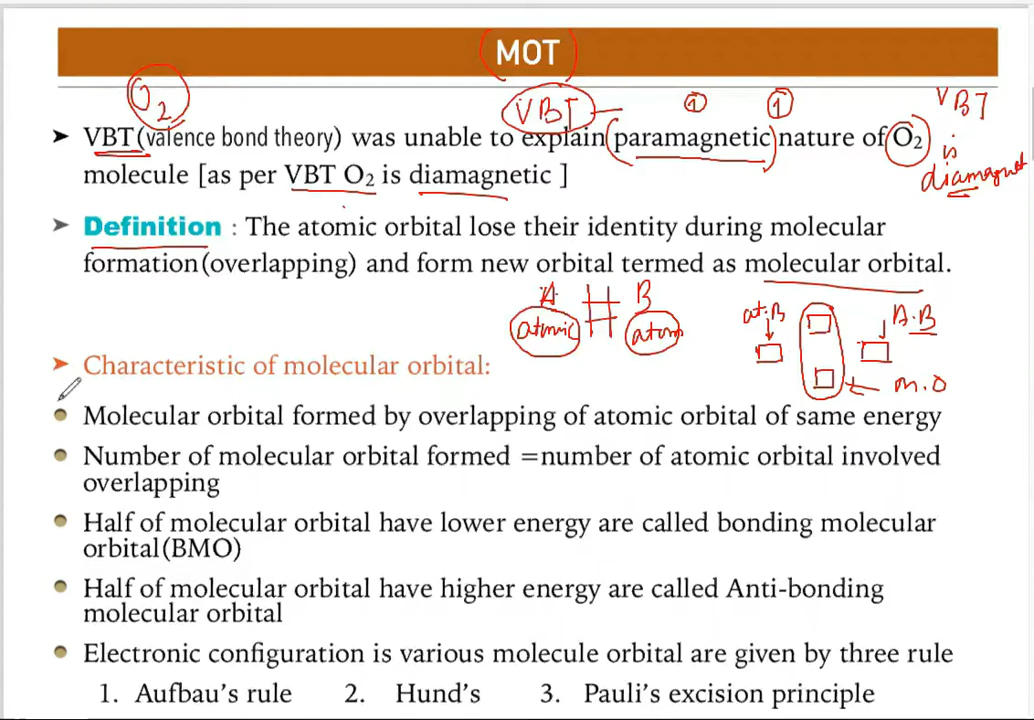 MOT
O2
VBT
①
①
VBT
is
diamagnet
➤ VBT(valence bond theory) was unable to explain(paramagnetic)nature of O₂
molecule [as per VBT O₂ is diamagnetic ]
➤ Definition : The atomic orbital lose their identity during molecular
formation(overlapping) and form new orbital termed as molecular orbital.
A B
atomic atom
at.B A.B
m.O
➤ Characteristic of molecular orbital:
● Molecular orbital formed by overlapping of atomic orbital of same energy
● Number of molecular orbital formed =number of atomic orbital involved
overlapping
● Half of molecular orbital have lower energy are called bonding molecular
orbital(BMO)
● Half of molecular orbital have higher energy are called Anti-bonding
molecular orbital
● Electronic configuration is various molecule orbital are given by three rule
1. Aufbau's rule 2. Hund's 3. Pauli's excision principle